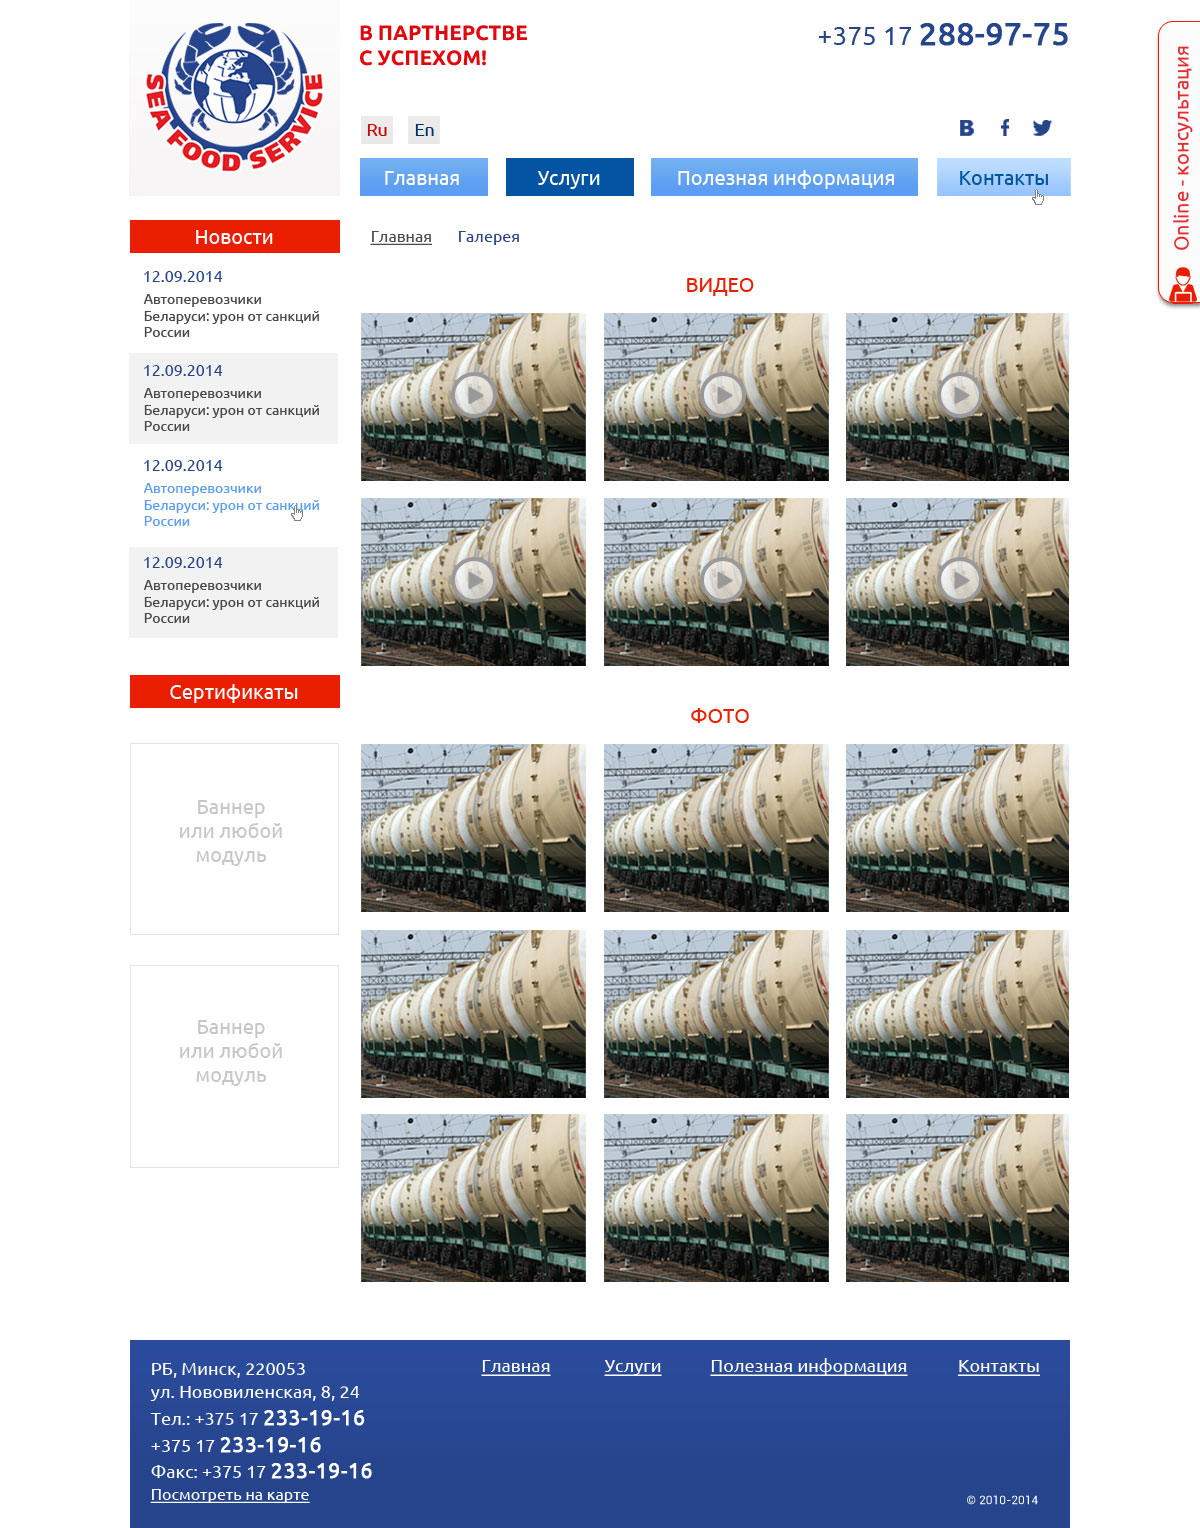 SEA FOOD SERVICE
В ПАРТНЕРСТВЕ
С УСПЕХОМ!
+375 17 288-97-75
Ru
En
В
f
Главная
Услуги
Полезная информация
Контакты
Online - консультация
Новости
12.09.2014
Автоперевозчики
Беларуси: урон от санкций
России
12.09.2014
Автоперевозчики
Беларуси: урон от санкций
России
12.09.2014
Автоперевозчики
Беларуси: урон от санкций
России
12.09.2014
Автоперевозчики
Беларуси: урон от санкций
России
Сертификаты
Баннер
или любой
модуль
Баннер
или любой
модуль
Главная
Галерея
ВИДЕО
ФОТО
РБ, Минск, 220053
ул. Нововиленская, 8, 24
Тел.: +375 17 233-19-16
+375 17 233-19-16
Факс: +375 17 233-19-16
Посмотреть на карте
Главная
Услуги
Полезная информация
Контакты
© 2010-2014